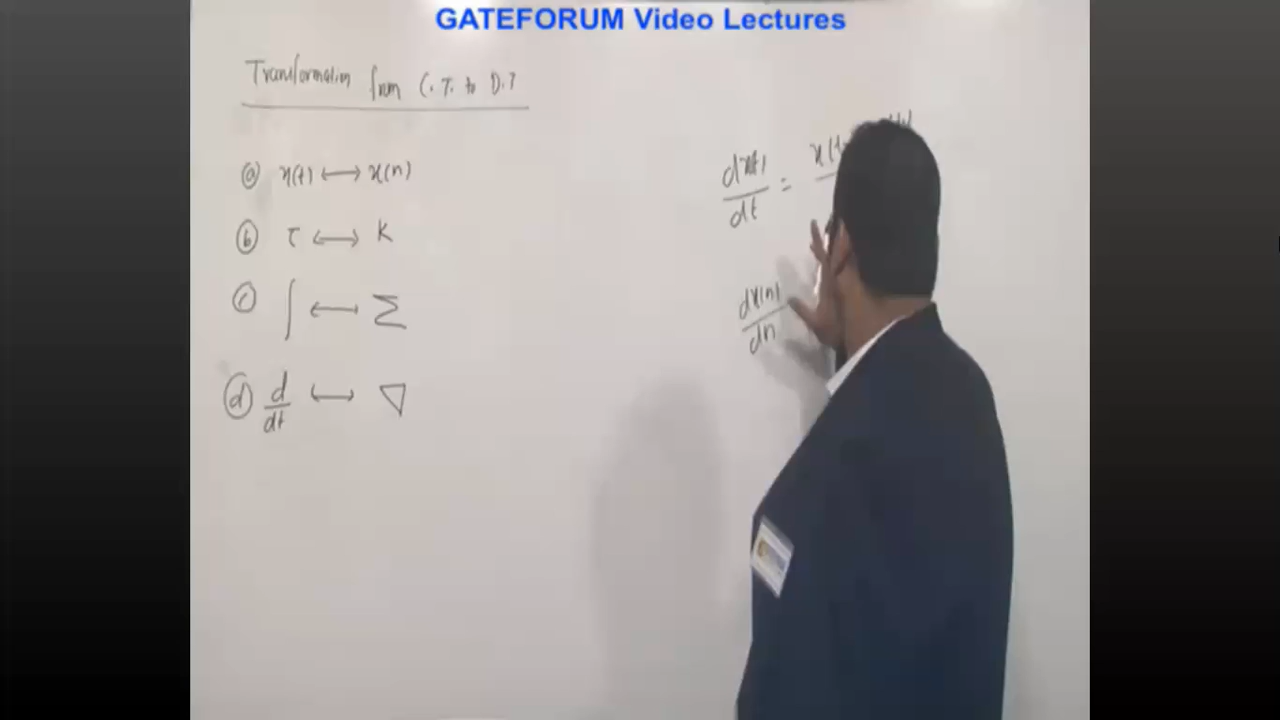 GATEFORUM Video Lectures
Transformation from C.T. to D.T
ⓐ x(t) ⟷ x(n)
ⓑ τ ⟷ K
ⓒ ∫ ⟷ Σ
ⓓ d/dt ⟷ ∇
dx(t)/dt = x(t
dx(n)/dn